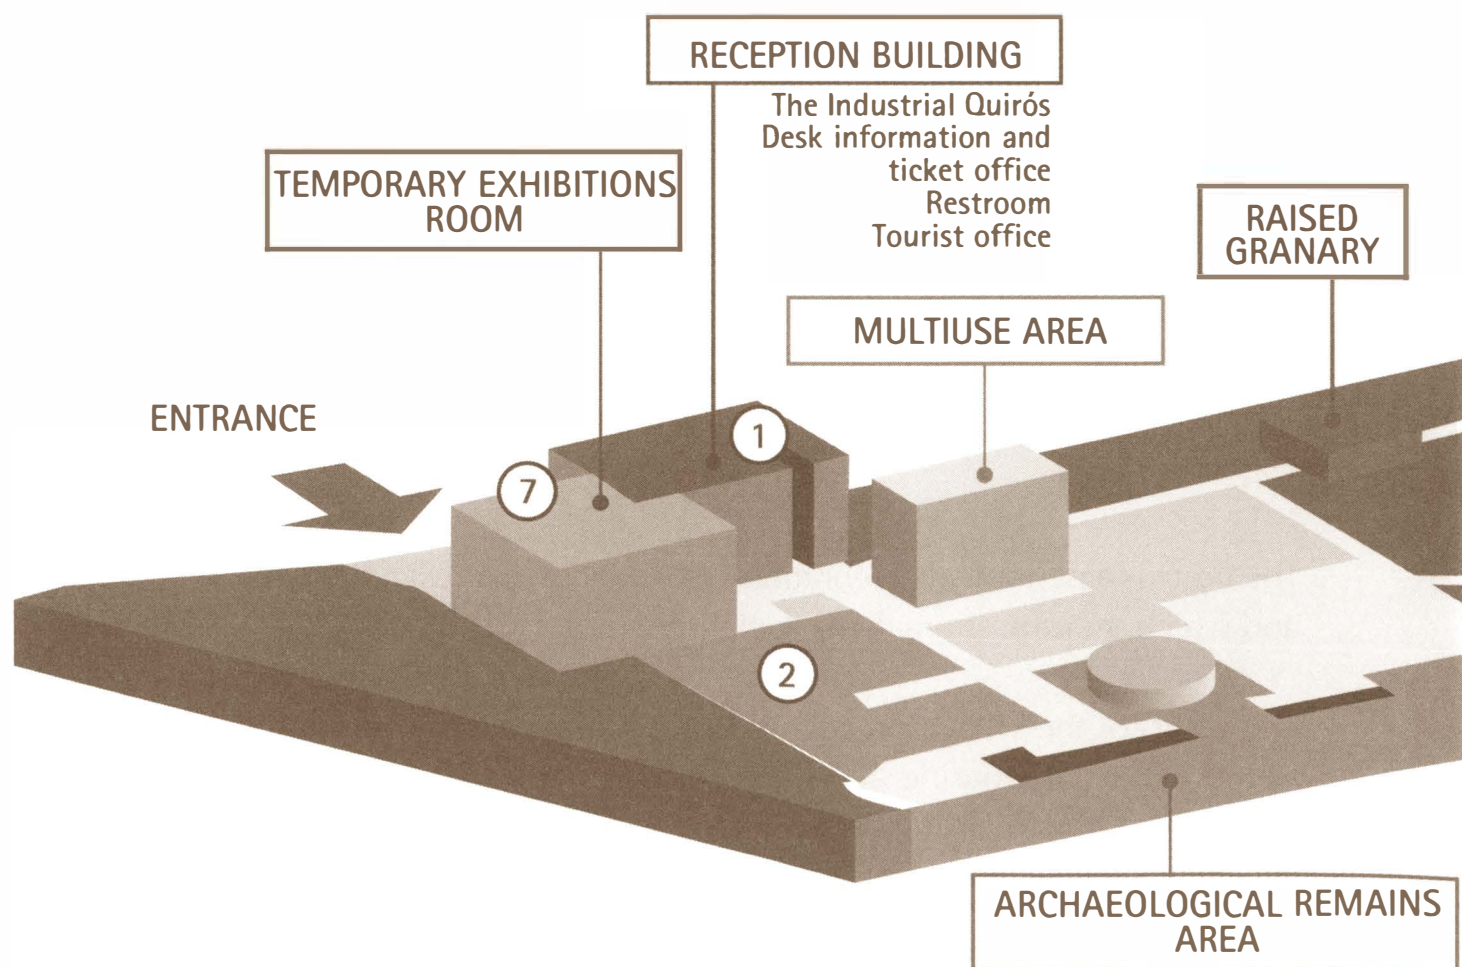 RECEPTION BUILDING
The Industrial Quirós
Desk information and
ticket office
Restroom
Tourist office
TEMPORARY EXHIBITIONS
ROOM
RAISED
GRANARY
MULTIUSE AREA
ENTRANCE
1
7
2
ARCHAEOLOGICAL REMAINS
AREA